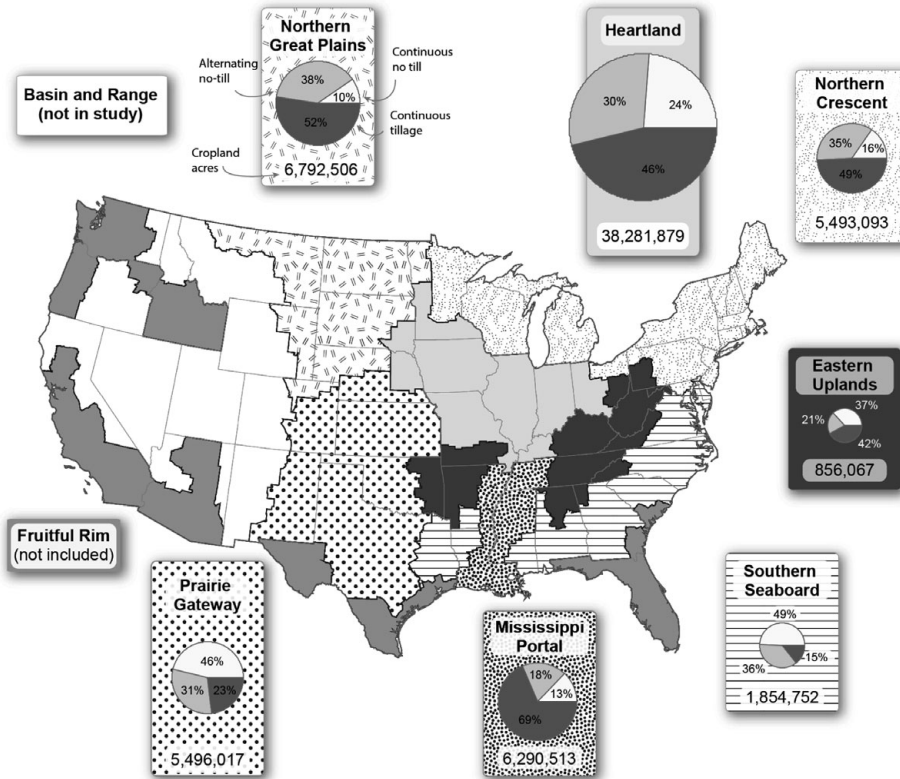 Northern
Great Plains
Alternating
no-till
Continuous
no till
38%
10%
52%
Continuous
tillage
Cropland
acres
6,792,506
Basin and Range
(not in study)
Heartland
30%
24%
46%
38,281,879
Northern
Crescent
35%
16%
49%
5,493,093
Eastern
Uplands
37%
21%
42%
856,067
Fruitful Rim
(not included)
Prairie
Gateway
46%
31%
23%
5,496,017
Mississippi
Portal
18%
13%
69%
6,290,513
Southern
Seaboard
49%
15%
36%
1,854,752